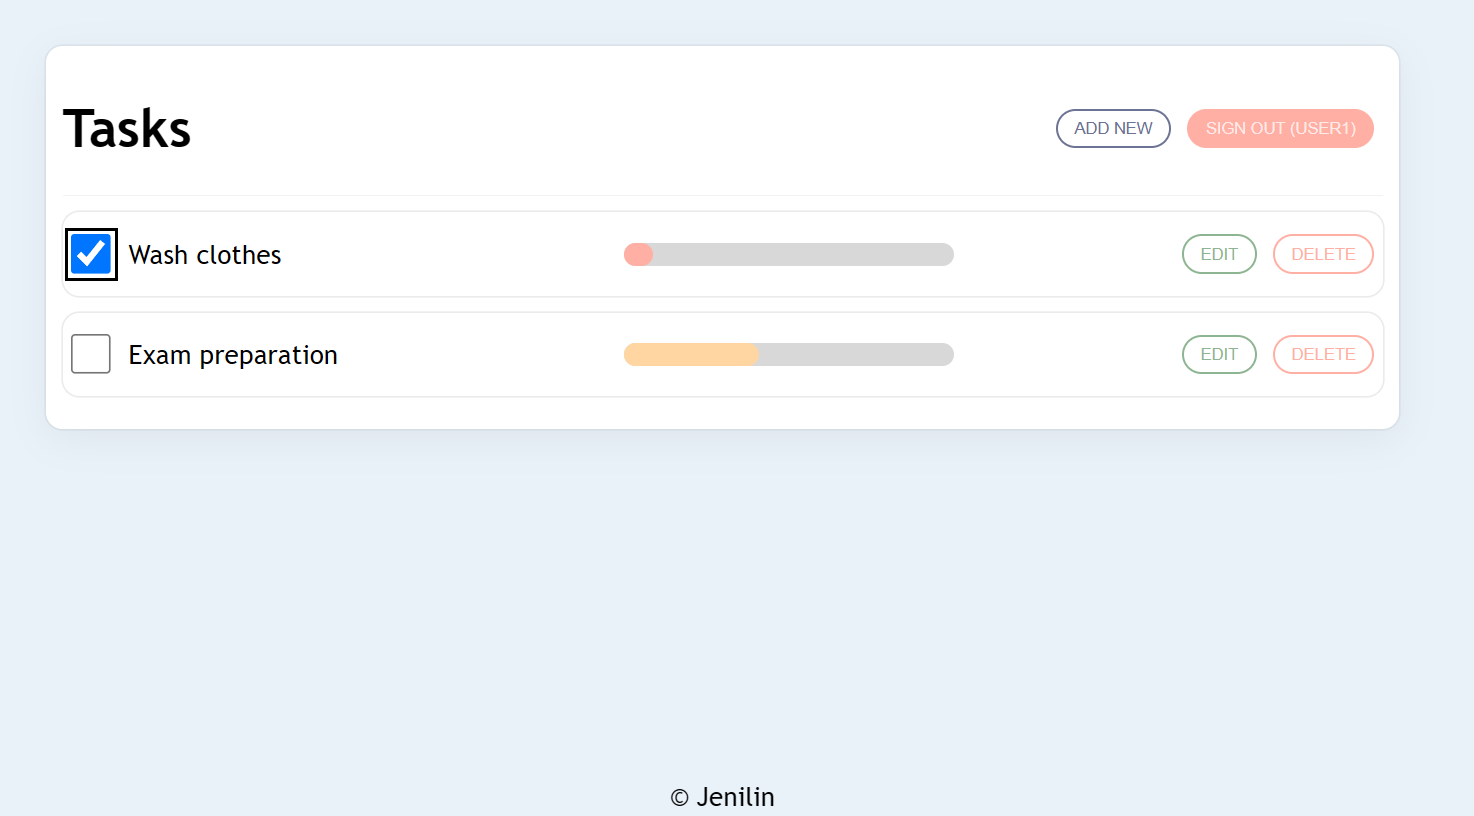 Tasks
ADD NEW
SIGN OUT (USER1)
Wash clothes
EDIT
DELETE
Exam preparation
EDIT
DELETE
© Jenilin